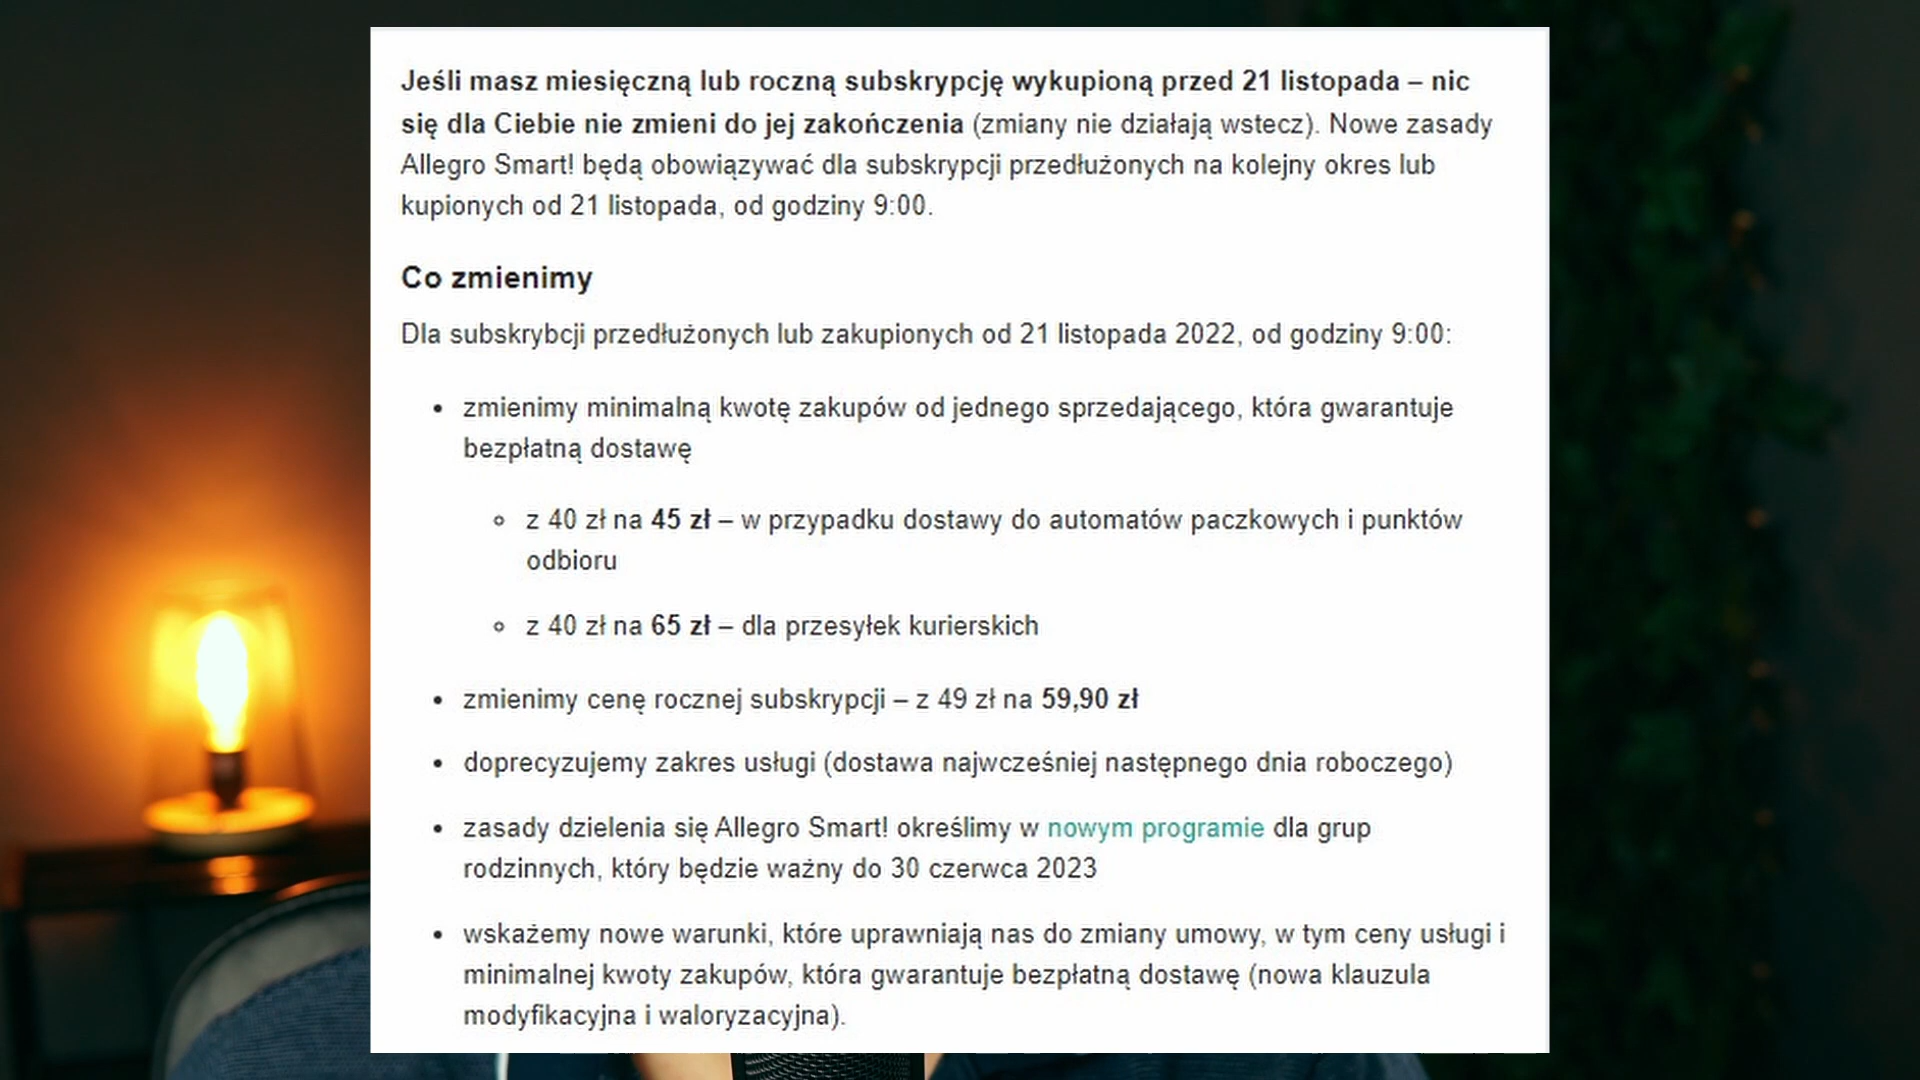 Jeśli masz miesięczną lub roczną subskrypcję wykupioną przed 21 listopada – nic
się dla Ciebie nie zmieni do jej zakończenia (zmiany nie działają wstecz). Nowe zasady
Allegro Smart! będą obowiązywać dla subskrypcji przedłużonych na kolejny okres lub
kupionych od 21 listopada, od godziny 9:00.
Co zmienimy
Dla subskrybcji przedłużonych lub zakupionych od 21 listopada 2022, od godziny 9:00:
• zmienimy minimalną kwotę zakupów od jednego sprzedającego, która gwarantuje
bezpłatną dostawę
◦ z 40 zł na 45 zł – w przypadku dostawy do automatów paczkowych i punktów
odbioru
◦ z 40 zł na 65 zł – dla przesyłek kurierskich
• zmienimy cenę rocznej subskrypcji – z 49 zł na 59,90 zł
• doprecyzujemy zakres usługi (dostawa najwcześniej następnego dnia roboczego)
• zasady dzielenia się Allegro Smart! określimy w nowym programie dla grup
rodzinnych, który będzie ważny do 30 czerwca 2023
• wskażemy nowe warunki, które uprawniają nas do zmiany umowy, w tym ceny usługi i
minimalnej kwoty zakupów, która gwarantuje bezpłatną dostawę (nowa klauzula
modyfikacyjna i waloryzacyjna).